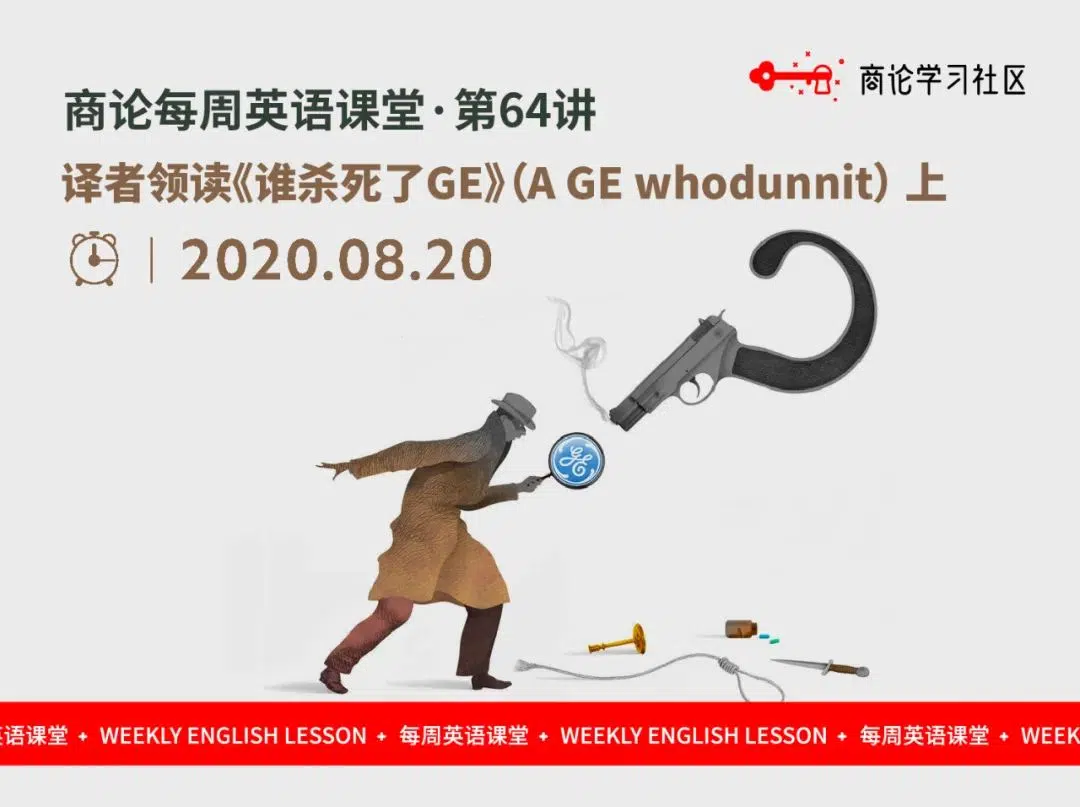 商论学习社区
商论每周英语课堂·第64讲
译者领读《谁杀死了GE》（A GE whodunnit） 上
2020.08.20
GE
英语课堂 + WEEKLY ENGLISH LESSON + 每周英语课堂 + WEEKLY ENGLISH LESSON + 每周英语课堂 + WEEK